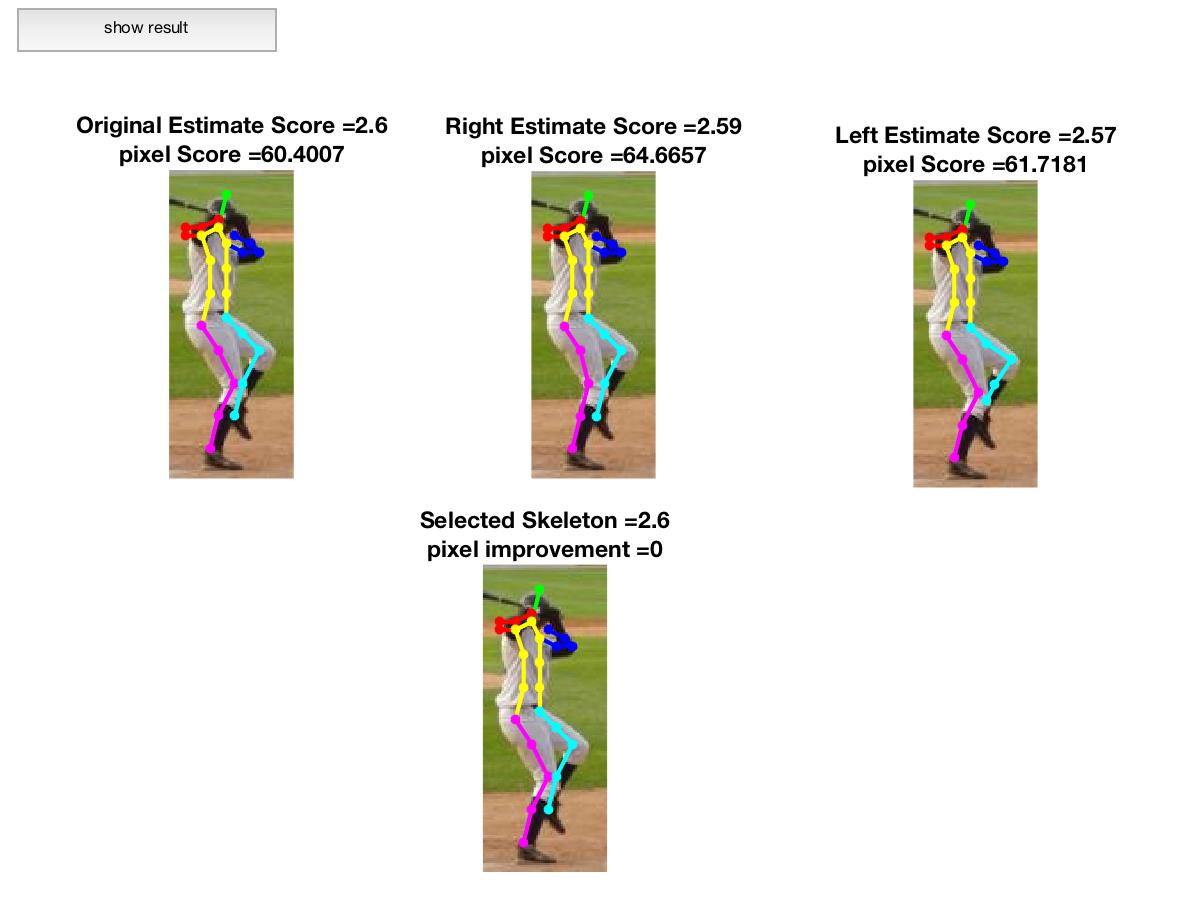 show result
Original Estimate Score =2.6
pixel Score =60.4007
Right Estimate Score =2.59
pixel Score =64.6657
Left Estimate Score =2.57
pixel Score =61.7181
Selected Skeleton =2.6
pixel improvement =0